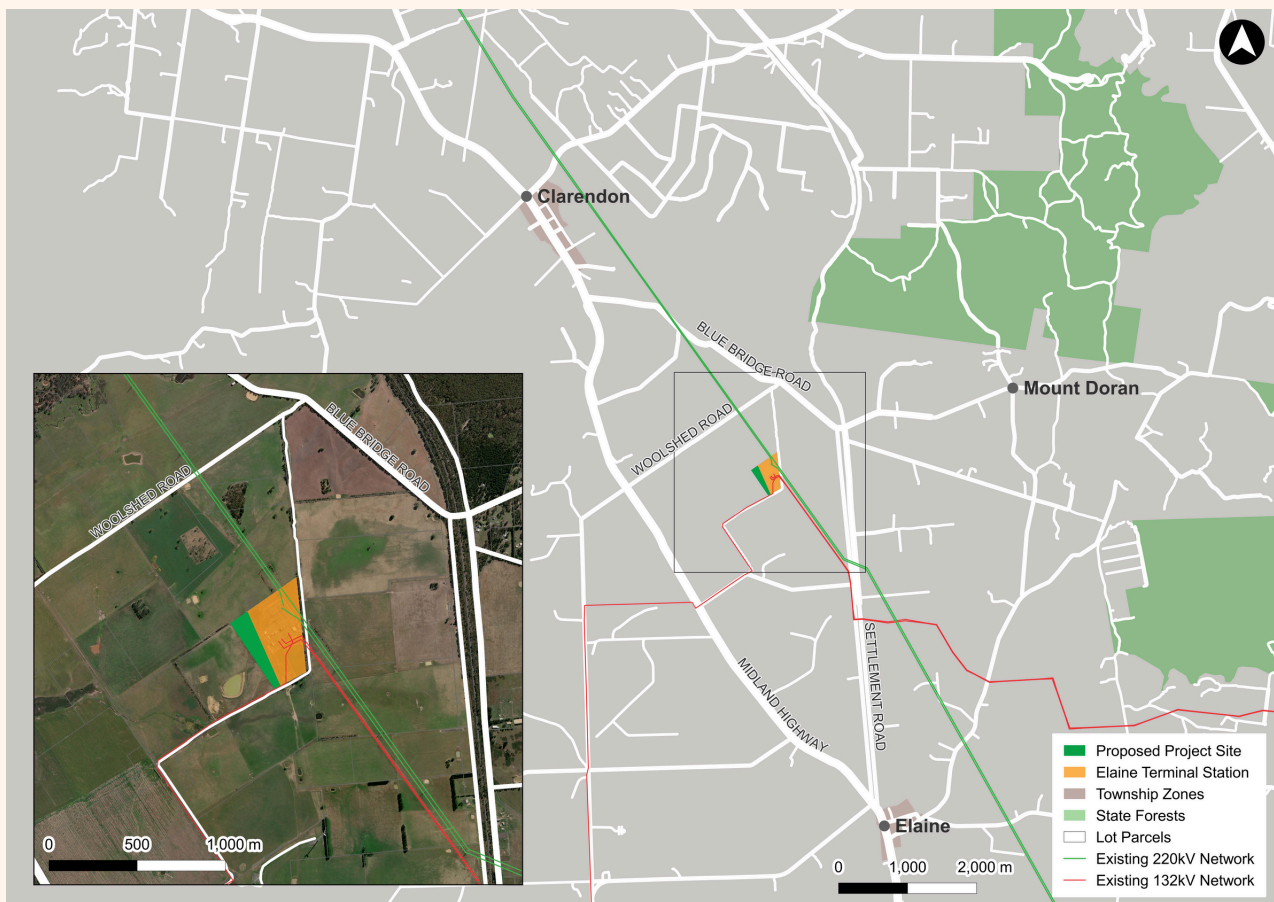 Clarendon
BLUE BRIDGE ROAD
Mount Doran
WOOLSHED ROAD
BLUE BRIDGE ROAD
WOOLSHED ROAD
SETTLEMENT ROAD
MIDLAND HIGHWAY
Elaine
0 500 1,000 m
0 1,000 2,000 m
Proposed Project Site
Elaine Terminal Station
Township Zones
State Forests
Lot Parcels
Existing 220kV Network
Existing 132kV Network